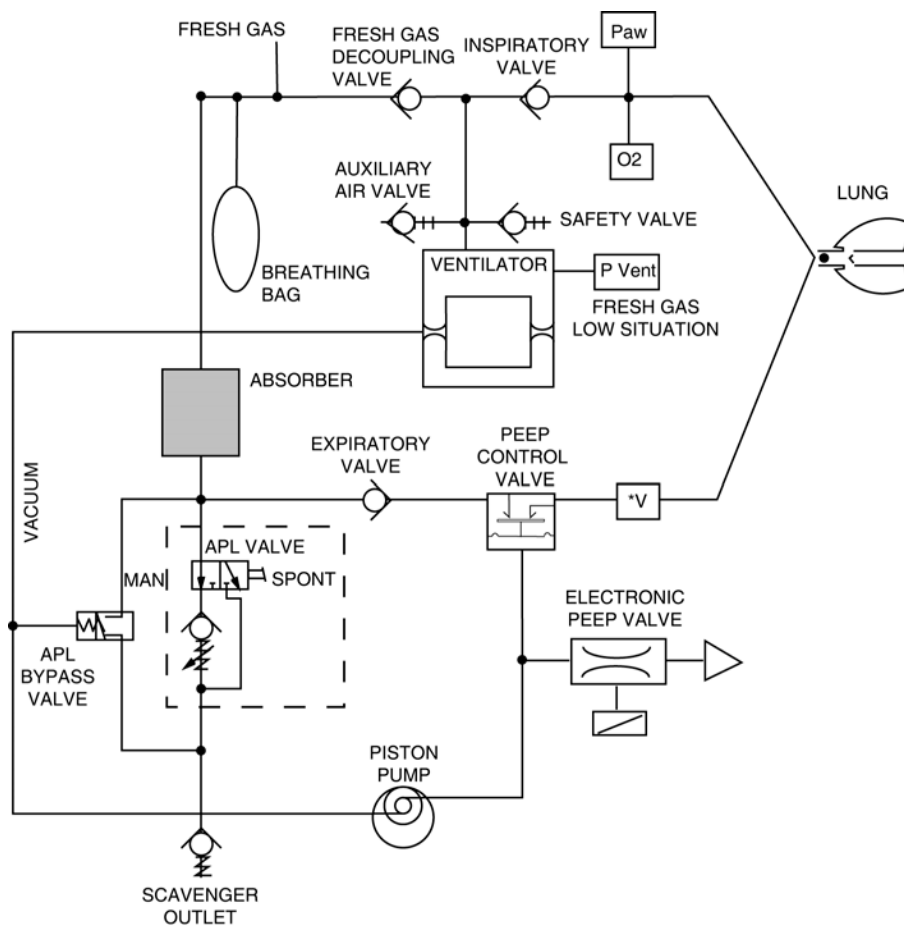 FRESH GAS
FRESH GAS
DECOUPLING
VALVE
INSPIRATORY
VALVE
Paw
O2
AUXILIARY
AIR VALVE
SAFETY VALVE
LUNG
BREATHING
BAG
VENTILATOR
P Vent
FRESH GAS
LOW SITUATION
ABSORBER
EXPIRATORY
VALVE
PEEP
CONTROL
VALVE
*V
VACUUM
APL VALVE
MAN
SPONT
APL
BYPASS
VALVE
ELECTRONIC
PEEP VALVE
PISTON
PUMP
SCAVENGER
OUTLET